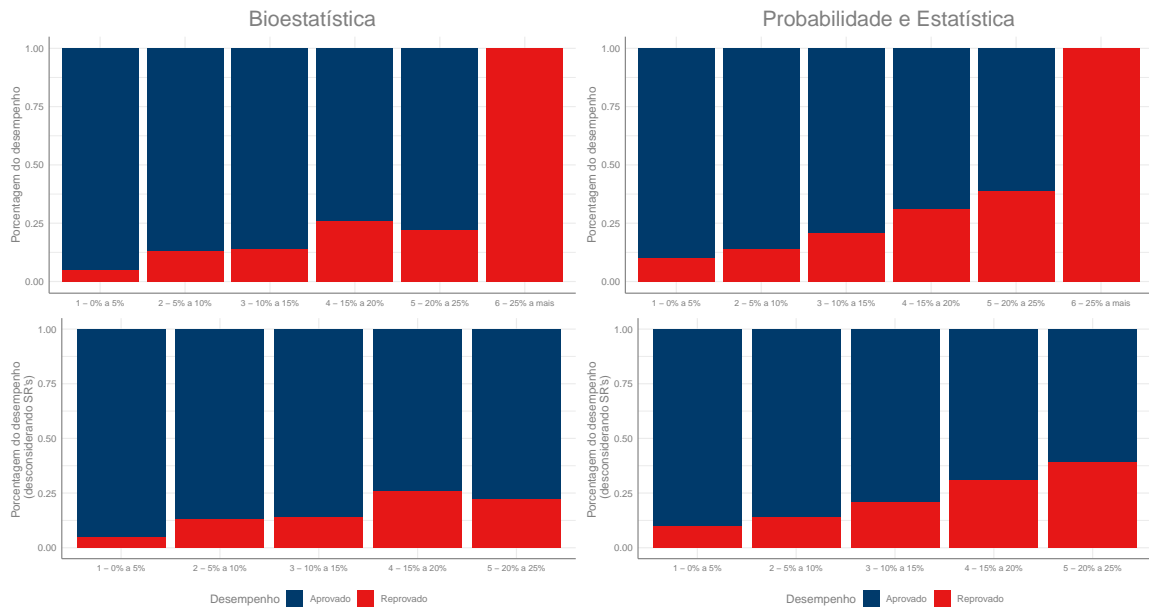 Bioestatística
Probabilidade e Estatística
Porcentagem do desempenho
1.00
0.75
0.50
0.25
0.00
1 – 0% a 5%
2 – 5% a 10%
3 – 10% a 15%
4 – 15% a 20%
5 – 20% a 25%
6 – 25% a mais
Porcentagem do desempenho
1.00
0.75
0.50
0.25
0.00
1 – 0% a 5%
2 – 5% a 10%
3 – 10% a 15%
4 – 15% a 20%
5 – 20% a 25%
6 – 25% a mais
Porcentagem do desempenho
(desconsiderando SR's)
1.00
0.75
0.50
0.25
0.00
1 – 0% a 5%
2 – 5% a 10%
3 – 10% a 15%
4 – 15% a 20%
5 – 20% a 25%
Porcentagem do desempenho
(desconsiderando SR's)
1.00
0.75
0.50
0.25
0.00
1 – 0% a 5%
2 – 5% a 10%
3 – 10% a 15%
4 – 15% a 20%
5 – 20% a 25%
Desempenho Aprovado Reprovado
Desempenho Aprovado Reprovado